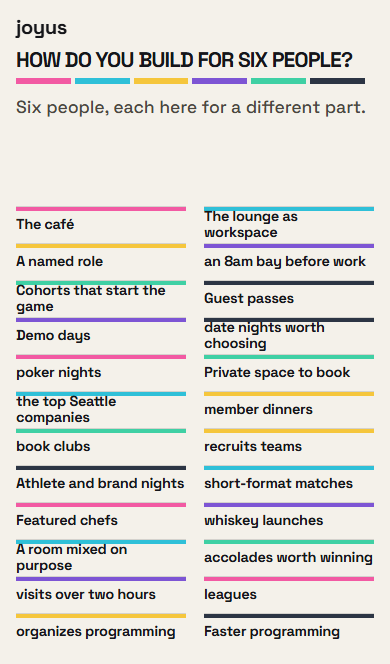 joyus
HOW DO YOU BUILD FOR SIX PEOPLE?
Six people, each here for a different part.
The café
The lounge as
workspace
A named role
an 8am bay before work
Cohorts that start the
game
Guest passes
Demo days
date nights worth
choosing
poker nights
Private space to book
the top Seattle
companies
member dinners
book clubs
recruits teams
Athlete and brand nights
short-format matches
Featured chefs
whiskey launches
A room mixed on
purpose
accolades worth winning
visits over two hours
leagues
organizes programming
Faster programming